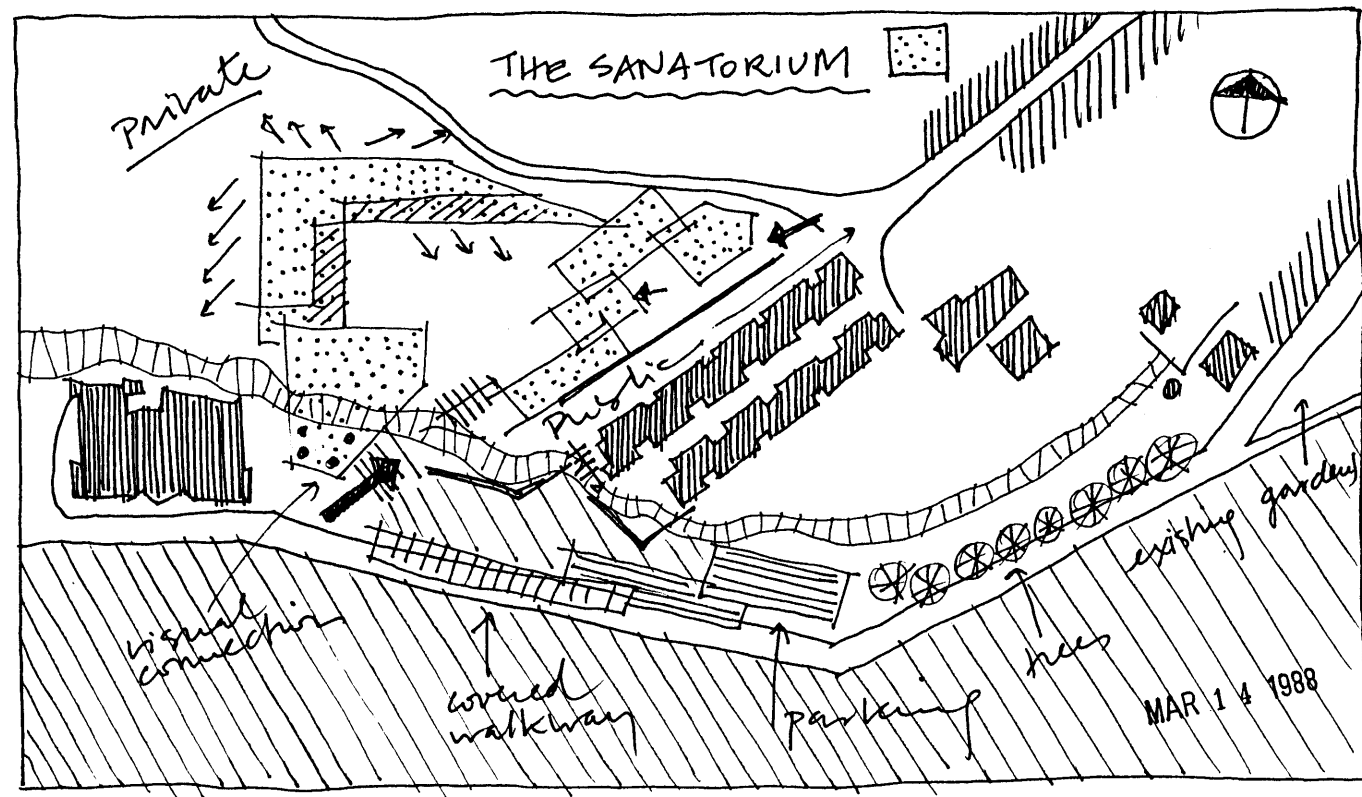 THE SANATORIUM
private
public
visual
connection
covered
walkway
parking
trees
existing gardens
MAR 14 1988